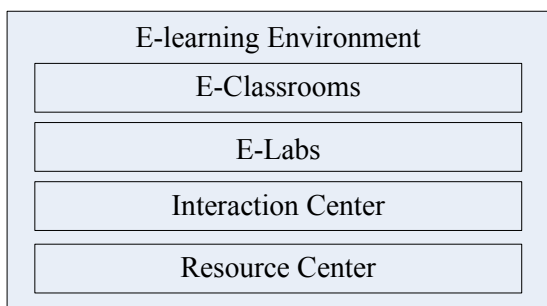 E-learning Environment
E-Classrooms
E-Labs
Interaction Center
Resource Center